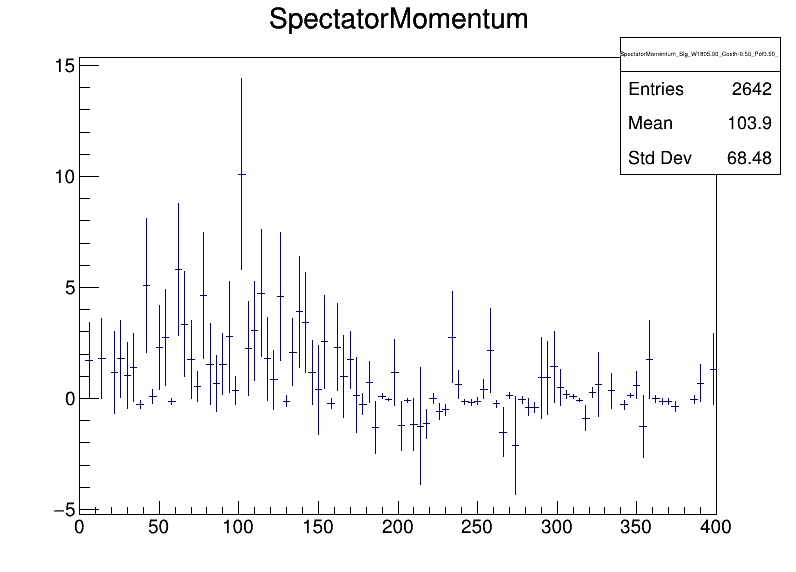 SpectatorMomentum
SpectatorMomentum_Sig_W1805.00_Costh-0.50_Pol0.50_
Entries 2642
Mean 103.9
Std Dev 68.48
15
10
5
0
−5
0 50 100 150 200 250 300 350 400